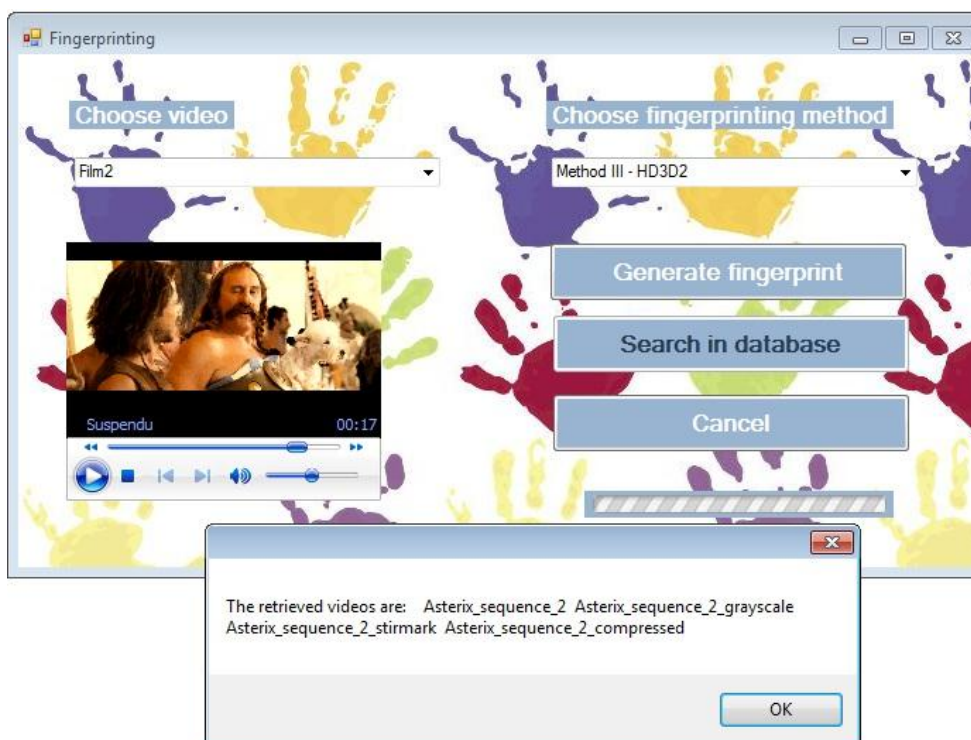 Fingerprinting
Choose video
Choose fingerprinting method
Film2
Method III - HD3D2
Generate fingerprint
Search in database
Suspendu
00:17
Cancel
The retrieved videos are: Asterix_sequence_2 Asterix_sequence_2_grayscale
Asterix_sequence_2_stirmark Asterix_sequence_2_compressed
OK